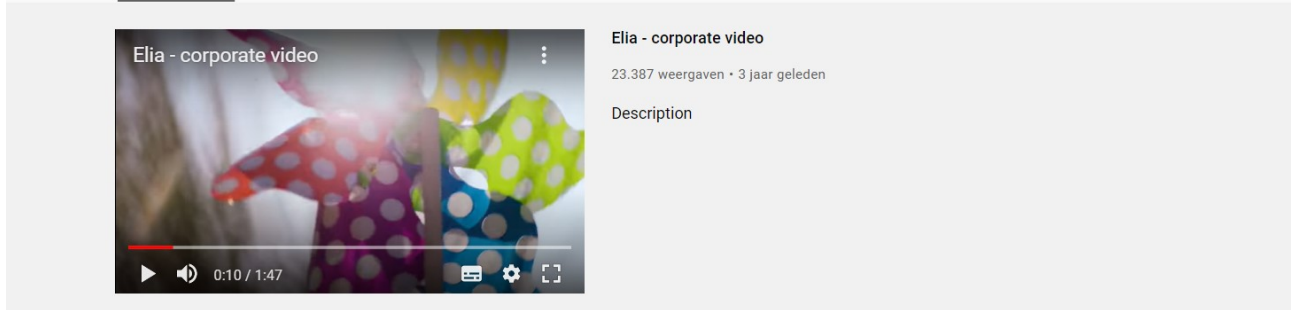 Elia - corporate video
0:10 / 1:47
Elia - corporate video
23.387 weergaven • 3 jaar geleden
Description